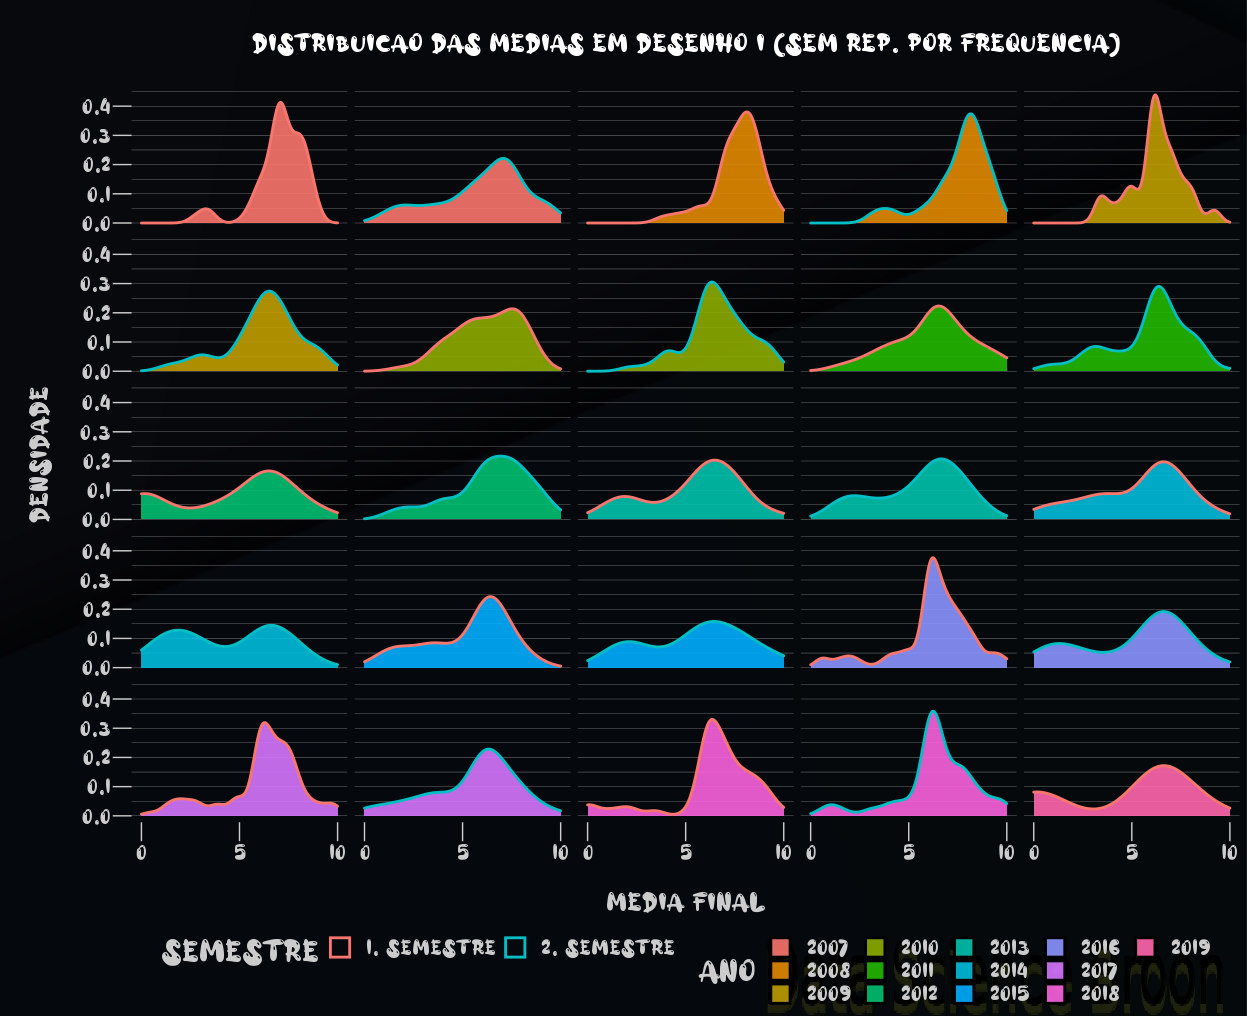 DISTRIBUICAO DAS MEDIAS EM DESENHO I (SEM REP. POR FREQUENCIA)
0.4
0.3
0.2
0.1
0.0
0.4
0.3
0.2
0.1
0.0
DENSIDADE
0.4
0.3
0.2
0.1
0.0
0.4
0.3
0.2
0.1
0.0
0.4
0.3
0.2
0.1
0.0
0 5 10 0 5 10 0 5 10 0 5 10 0 5 10
MEDIA FINAL
SEMESTRE 1. SEMESTRE 2. SEMESTRE
ANO
2007 2010 2013 2016 2019
2008 2011 2014 2017
2009 2012 2015 2018
Data Science Broon